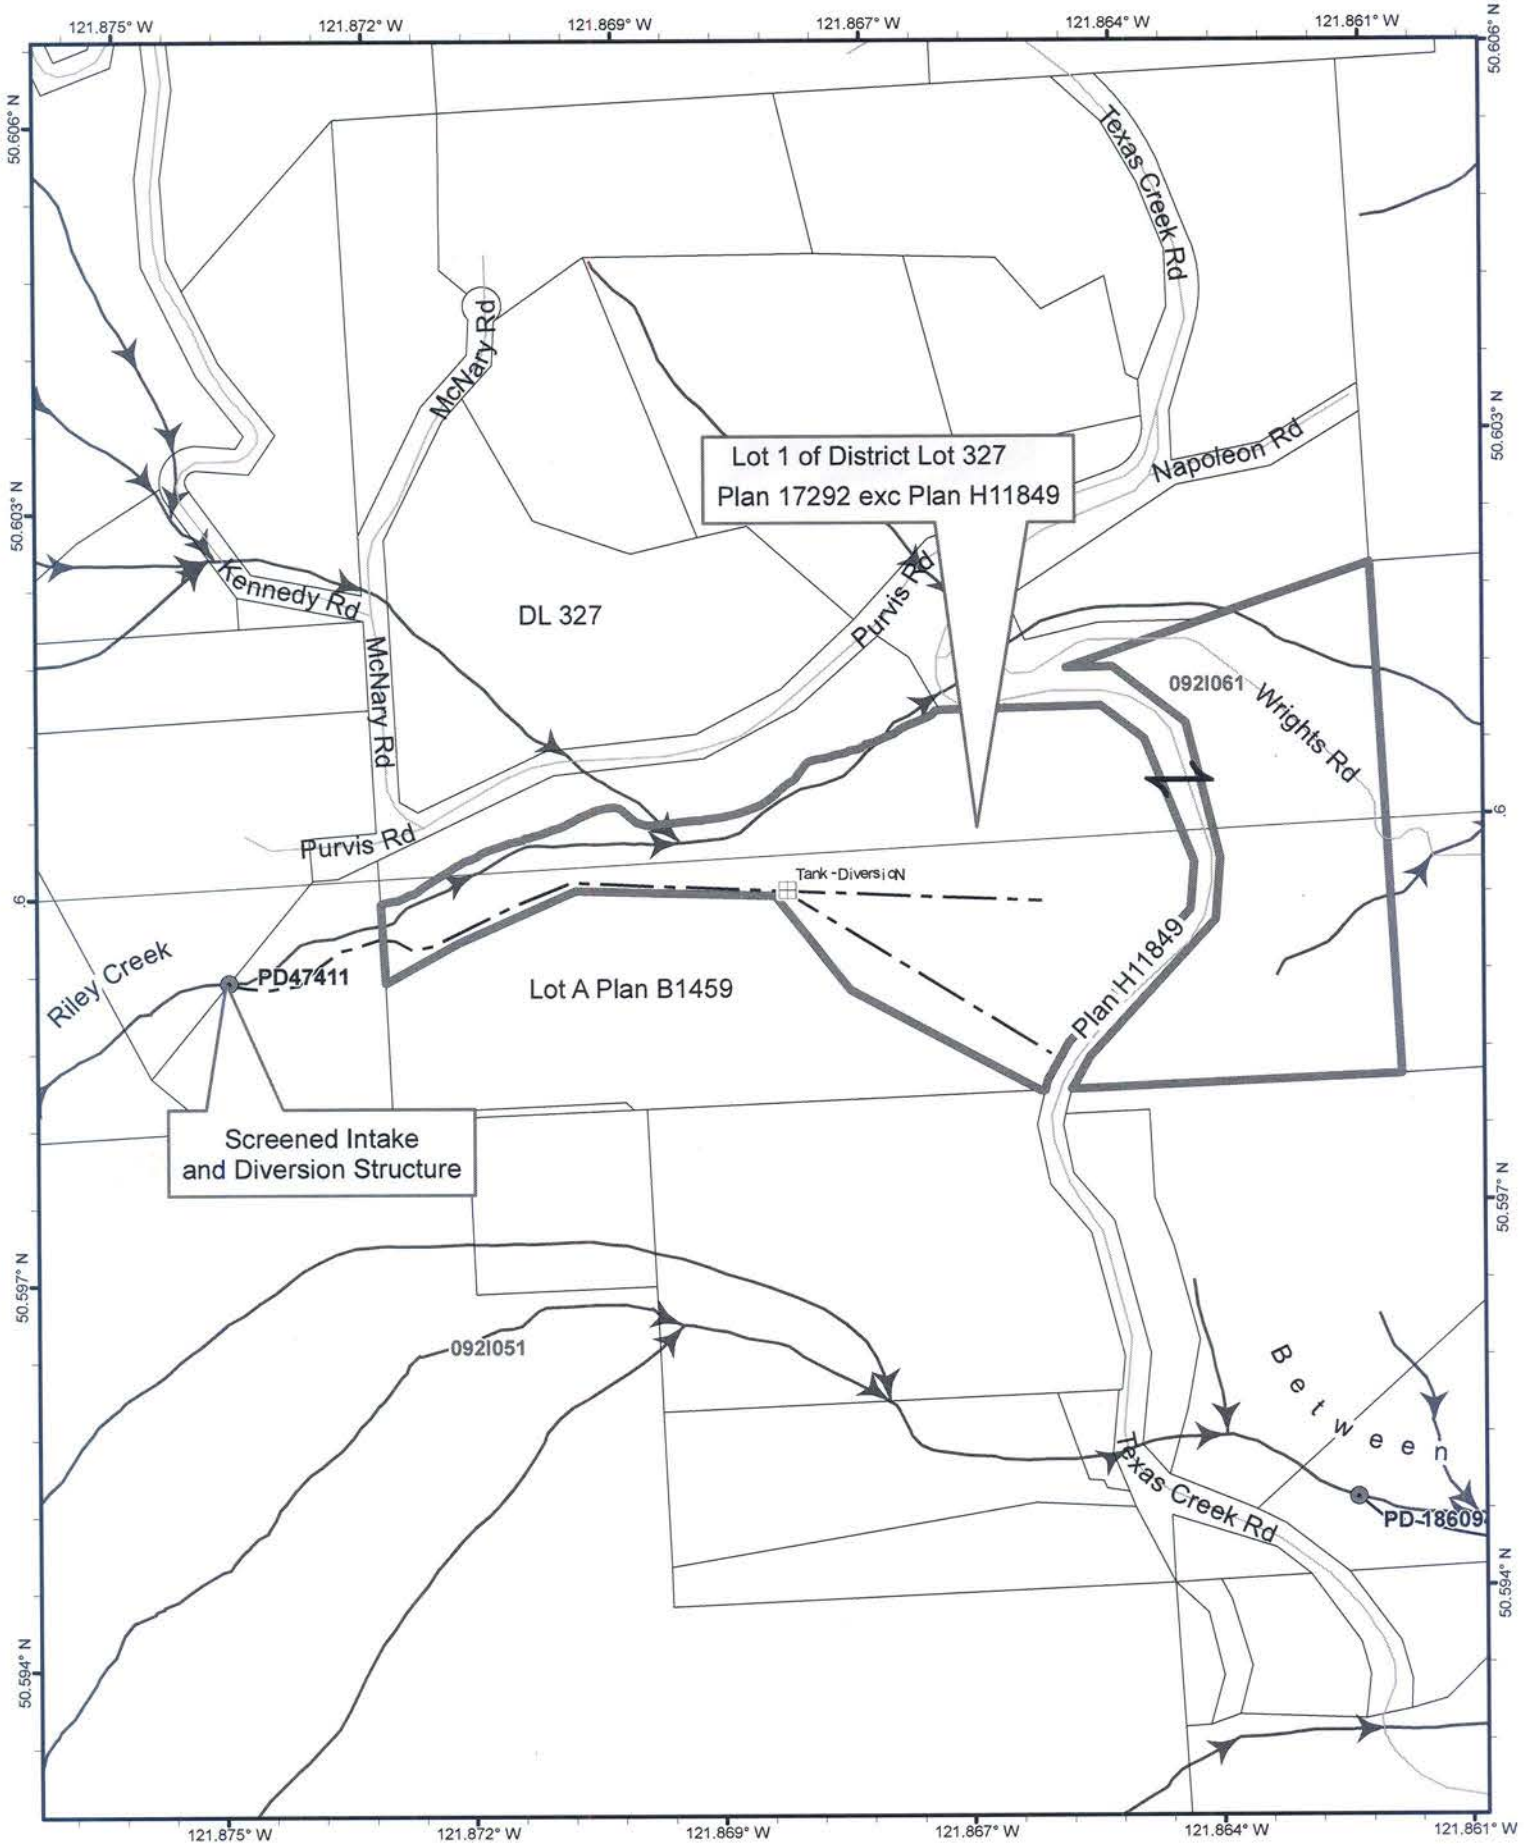 121.875° W
121.872° W
121.869° W
121.867° W
121.864° W
121.861° W
50.606° N
50.606° N
Texas Creek Rd
McNary Rd
50.603° N
Napoleon Rd
Lot 1 of District Lot 327
Plan 17292 exc Plan H11849
50.603° N
Kennedy Rd
DL 327
Purvis Rd
McNary Rd
092I061
Wrights Rd
Purvis Rd
.6
Tank-Diversion
.6
Riley Creek
PD47411
Lot A Plan B1459
Plan H11849
Screened Intake
and Diversion Structure
50.597° N
50.597° N
092I051
Between
Texas Creek Rd
PD-18609
50.594° N
50.594° N
121.875° W
121.872° W
121.869° W
121.867° W
121.864° W
121.861° W